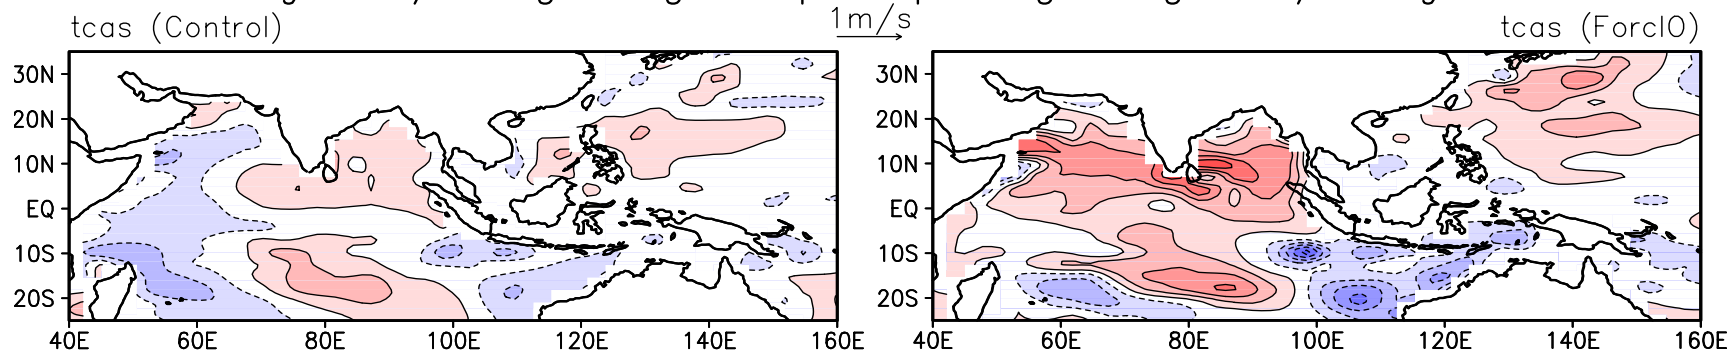 1m/s
tcas (Control) tcas (ForcIO)
30N 30N
20N 20N
10N 10N
EQ EQ
10S 10S
20S 20S
40E 60E 80E 100E 120E 140E 160E 40E 60E 80E 100E 120E 140E 160E